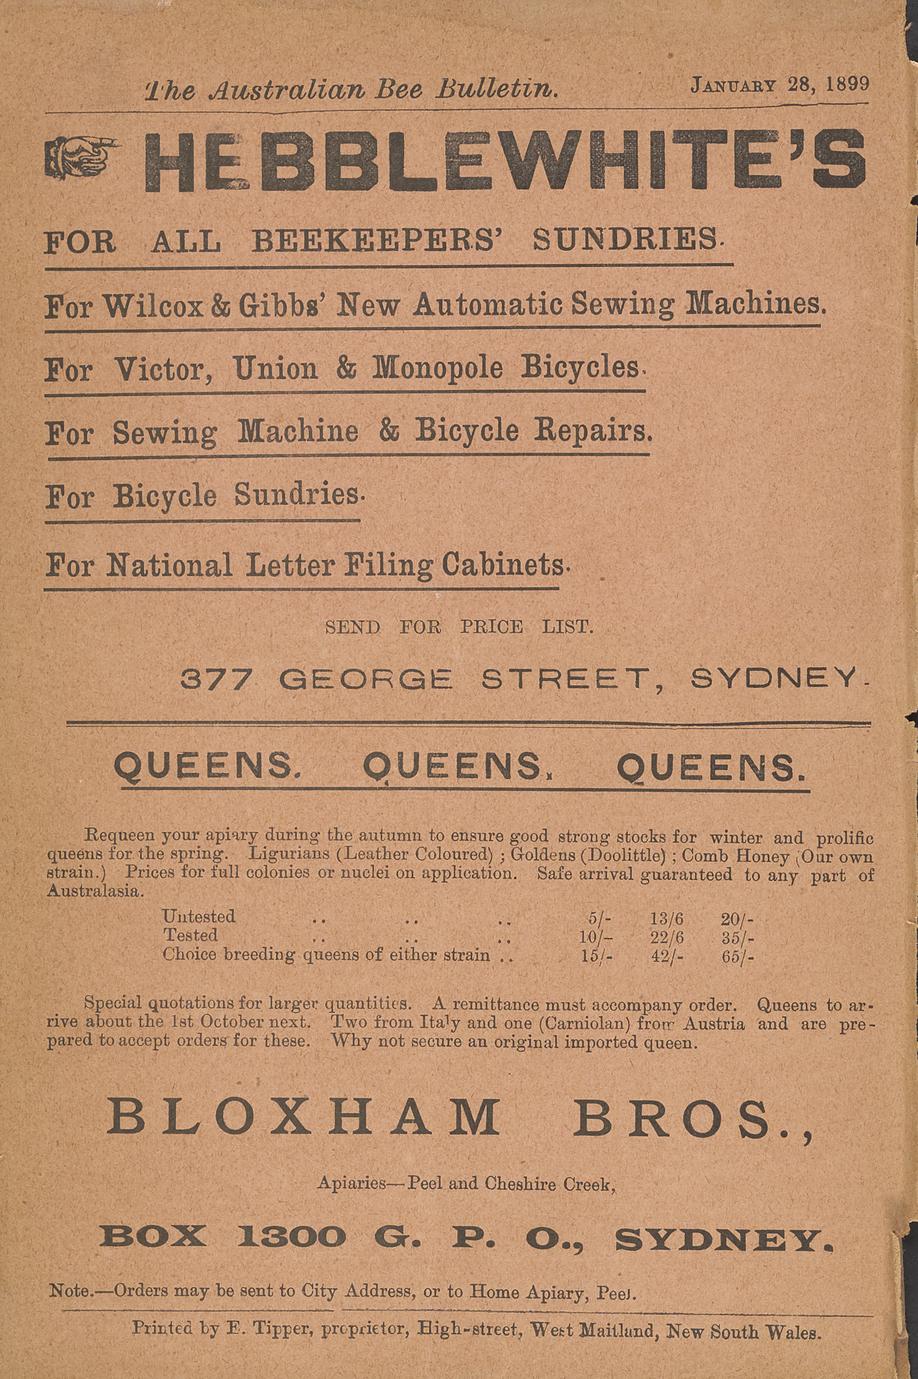 The Australian Bee Bulletin. January 28, 1899
HEBBLEWHITE'S
FOR ALL BEEKEEPERS' SUNDRIES.
For Wilcox & Gibbs' New Automatic Sewing Machines.
For Victor, Union & Monopole Bicycles.
For Sewing Machine & Bicycle Repairs.
For Bicycle Sundries.
For National Letter Filing Cabinets.
SEND FOR PRICE LIST.
377 GEORGE STREET, SYDNEY.
QUEENS. QUEENS. QUEENS.
Requeen your apiary during the autumn to ensure good strong stocks for winter and prolific
queens for the spring. Ligurians (Leather Coloured) ; Goldens (Doolittle) ; Comb Honey (Our own
strain.) Prices for full colonies or nuclei on application. Safe arrival guaranteed to any part of
Australasia.
Untested .. .. .. 5/- 13/6 20/-
Tested .. .. .. 10/- 22/6 35/-
Choice breeding queens of either strain .. 15/- 42/- 65/-
Special quotations for larger quantities. A remittance must accompany order. Queens to ar-
rive about the 1st October next. Two from Italy and one (Carniolan) from Austria and are pre-
pared to accept orders for these. Why not secure an original imported queen.
BLOXHAM BROS.,
Apiaries—Peel and Cheshire Creek,
BOX 1300 G. P. O., SYDNEY.
Note.—Orders may be sent to City Address, or to Home Apiary, Peel.
Printed by E. Tipper, proprietor, High-street, West Maitland, New South Wales.